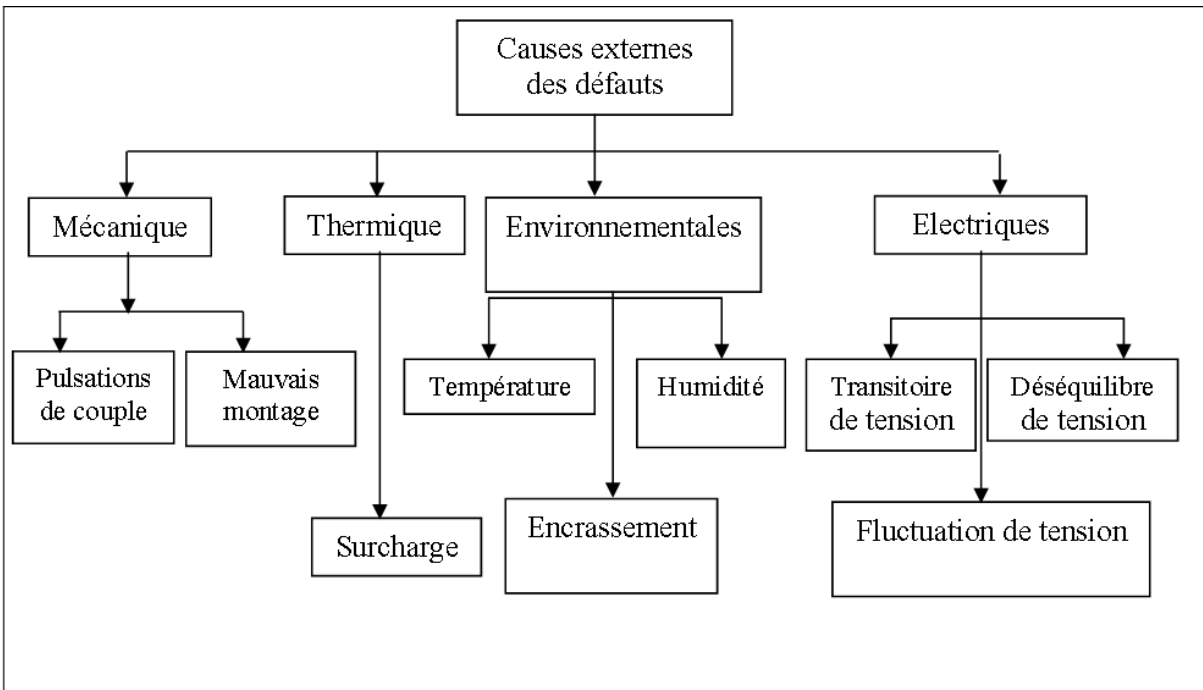 Causes externes
des défauts
Mécanique
Thermique
Environnementales
Electriques
Pulsations
de couple
Mauvais
montage
Température
Humidité
Transitoire
de tension
Déséquilibre
de tension
Surcharge
Encrassement
Fluctuation de tension